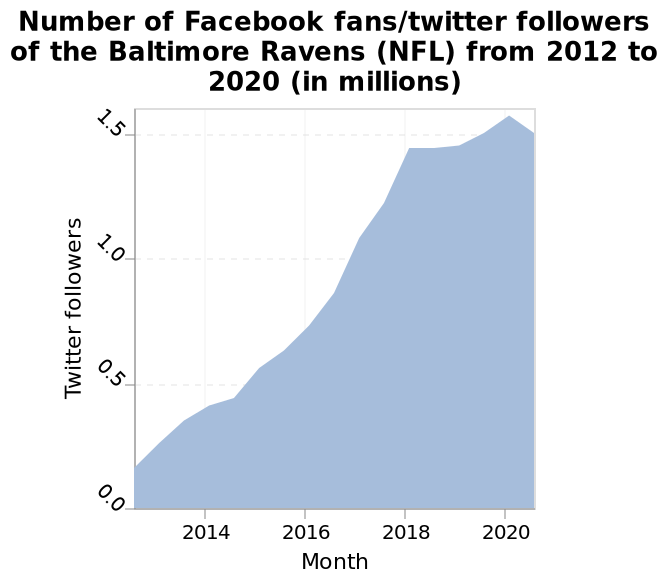 Number of Facebook fans/twitter followers
of the Baltimore Ravens (NFL) from 2012 to
2020 (in millions)
1.5
1.0
0.5
0.0
Twitter followers
2014 2016 2018 2020
Month